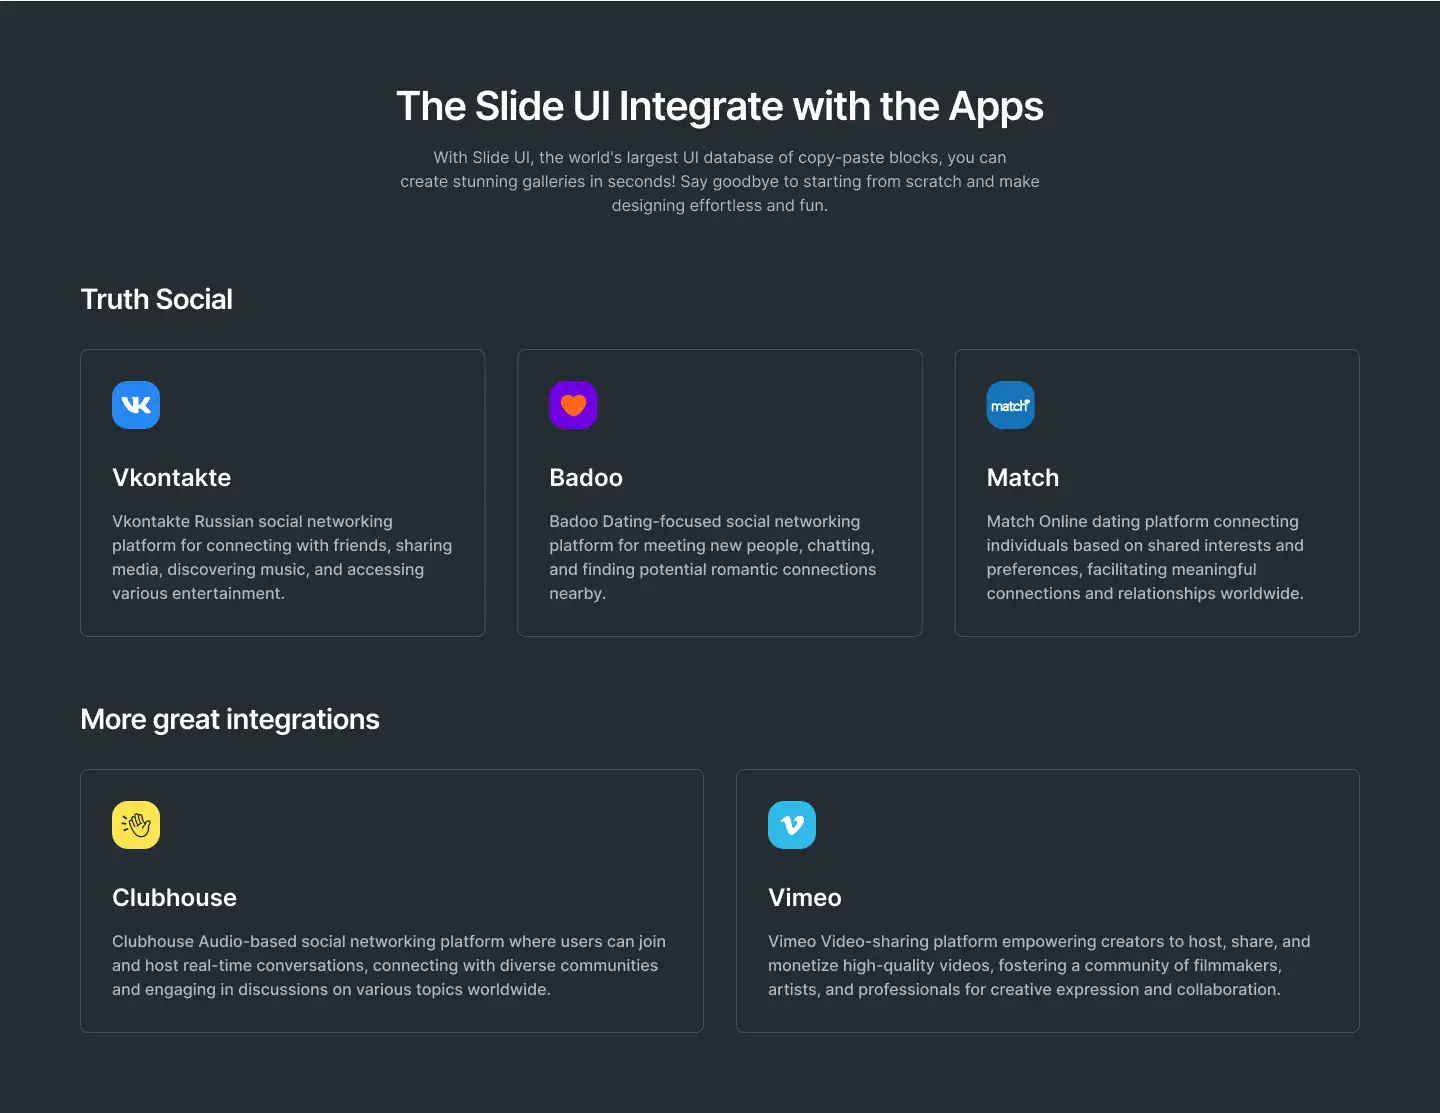 The Slide UI Integrate with the Apps
With Slide UI, the world's largest UI database of copy-paste blocks, you can
create stunning galleries in seconds! Say goodbye to starting from scratch and make
designing effortless and fun.
Truth Social
VK
Vkontakte
Vkontakte Russian social networking
platform for connecting with friends, sharing
media, discovering music, and accessing
various entertainment.
Badoo
Badoo Dating-focused social networking
platform for meeting new people, chatting,
and finding potential romantic connections
nearby.
match
Match
Match Online dating platform connecting
individuals based on shared interests and
preferences, facilitating meaningful
connections and relationships worldwide.
More great integrations
Clubhouse
Clubhouse Audio-based social networking platform where users can join
and host real-time conversations, connecting with diverse communities
and engaging in discussions on various topics worldwide.
v
Vimeo
Vimeo Video-sharing platform empowering creators to host, share, and
monetize high-quality videos, fostering a community of filmmakers,
artists, and professionals for creative expression and collaboration.